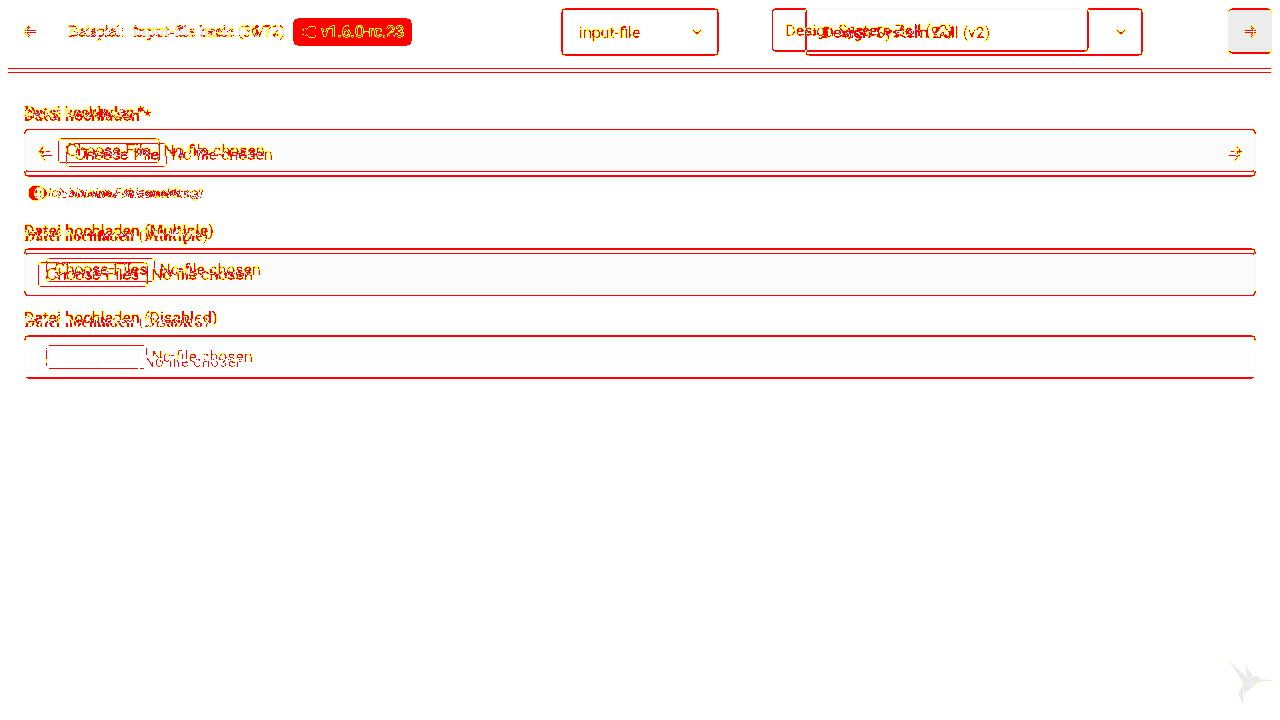 Beispiel: input-file basic (36/72) v1.6.0-rc.23 input-file Design System Zoll (v2)
Datei hochladen *
Choose File No file chosen
Datei hochladen (Multiple)
Choose Files No file chosen
Datei hochladen (Disabled)
No file chosen